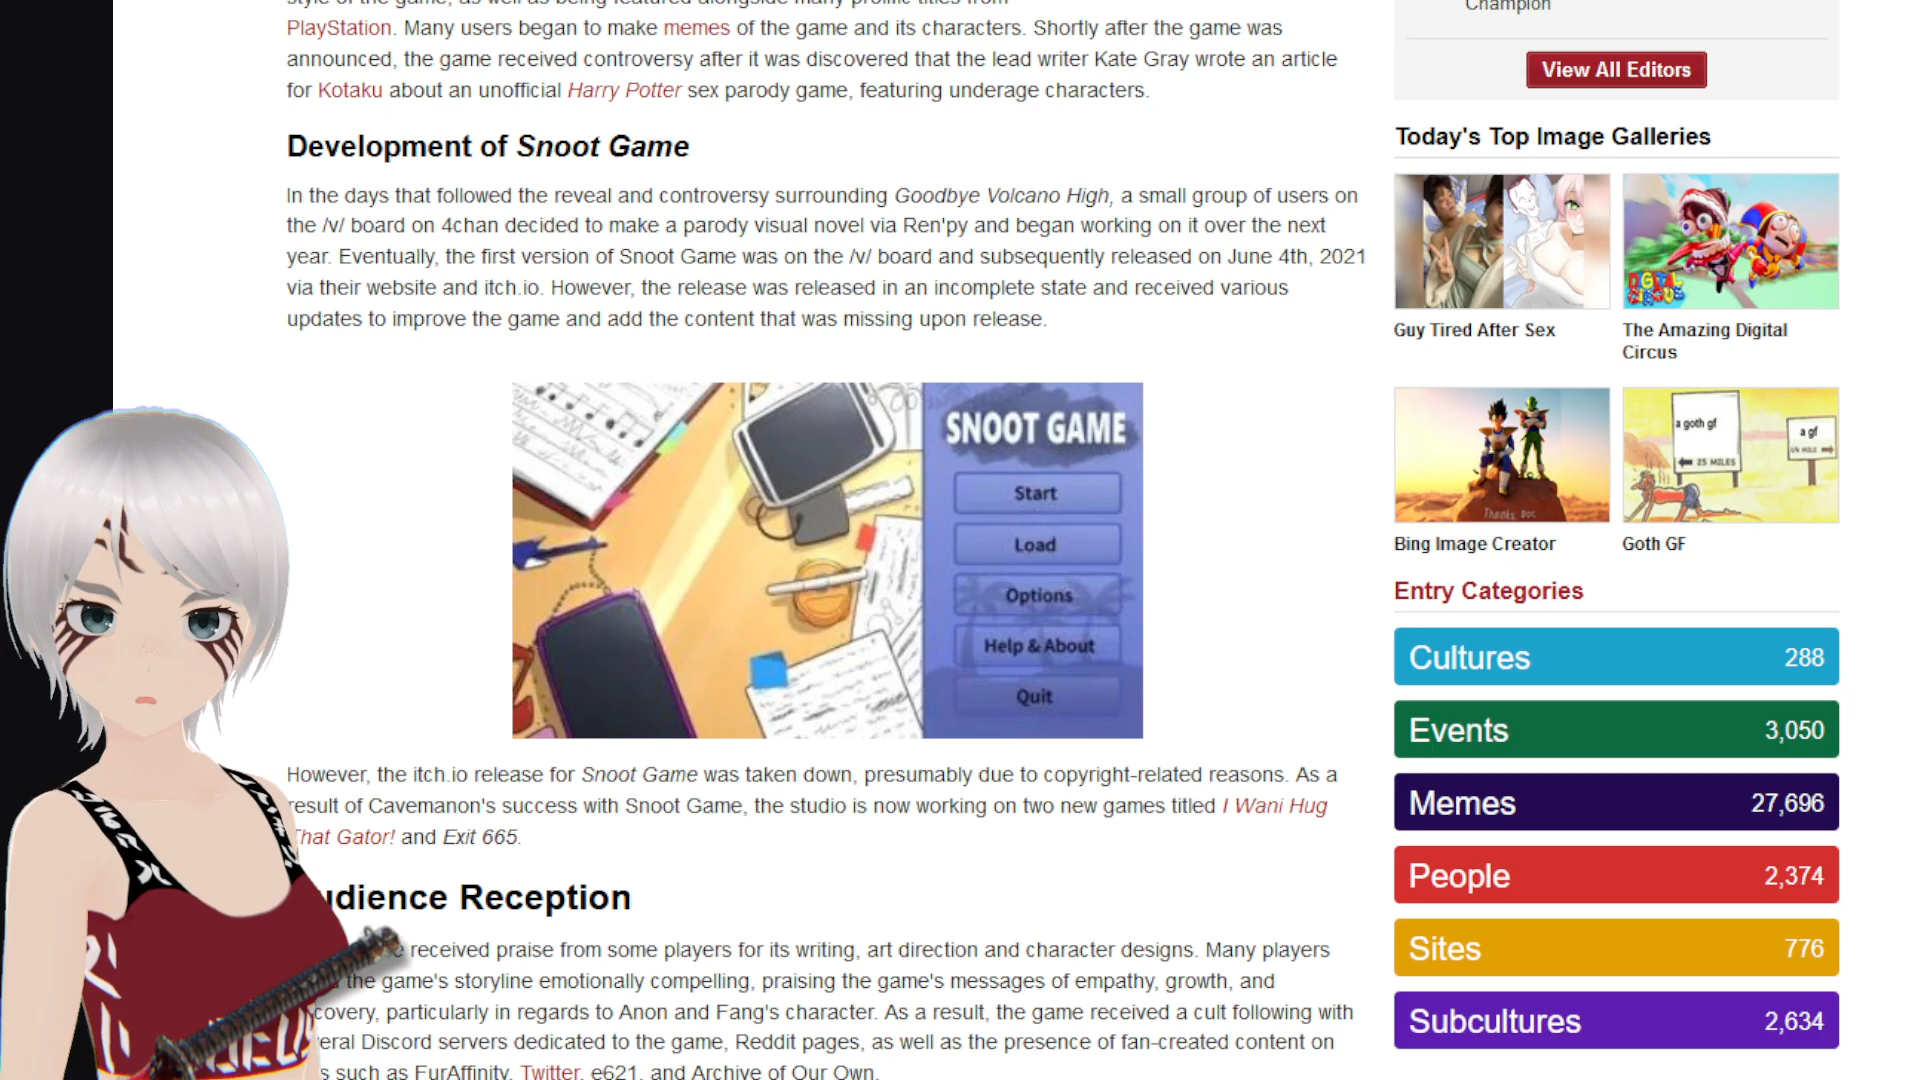 PlayStation. Many users began to make memes of the game and its characters. Shortly after the game was
announced, the game received controversy after it was discovered that the lead writer Kate Gray wrote an article
for Kotaku about an unofficial Harry Potter sex parody game, featuring underage characters.
Development of Snoot Game
In the days that followed the reveal and controversy surrounding Goodbye Volcano High, a small group of users on
the /v/ board on 4chan decided to make a parody visual novel via Ren'py and began working on it over the next
year. Eventually, the first version of Snoot Game was on the /v/ board and subsequently released on June 4th, 2021
via their website and itch.io. However, the release was released in an incomplete state and received various
updates to improve the game and add the content that was missing upon release.
SNOOT GAME
Start
Load
Options
Help & About
Quit
However, the itch.io release for Snoot Game was taken down, presumably due to copyright-related reasons. As a
result of Cavemanon's success with Snoot Game, the studio is now working on two new games titled I Wani Hug
That Gator! and Exit 665.
udience Reception
received praise from some players for its writing, art direction and character designs. Many players
the game's storyline emotionally compelling, praising the game's messages of empathy, growth, and
covery, particularly in regards to Anon and Fang's character. As a result, the game received a cult following with
eral Discord servers dedicated to the game, Reddit pages, as well as the presence of fan-created content on
s such as FurAffinity, Twitter, e621, and Archive of Our Own.
Champion
View All Editors
Today's Top Image Galleries
DIGITAL
CIRCUS
Guy Tired After Sex
The Amazing Digital
Circus
Thanks Doc
a goth gf
25 MILES
a gf
Bing Image Creator
Goth GF
Entry Categories
Cultures 288
Events 3,050
Memes 27,696
People 2,374
Sites 776
Subcultures 2,634